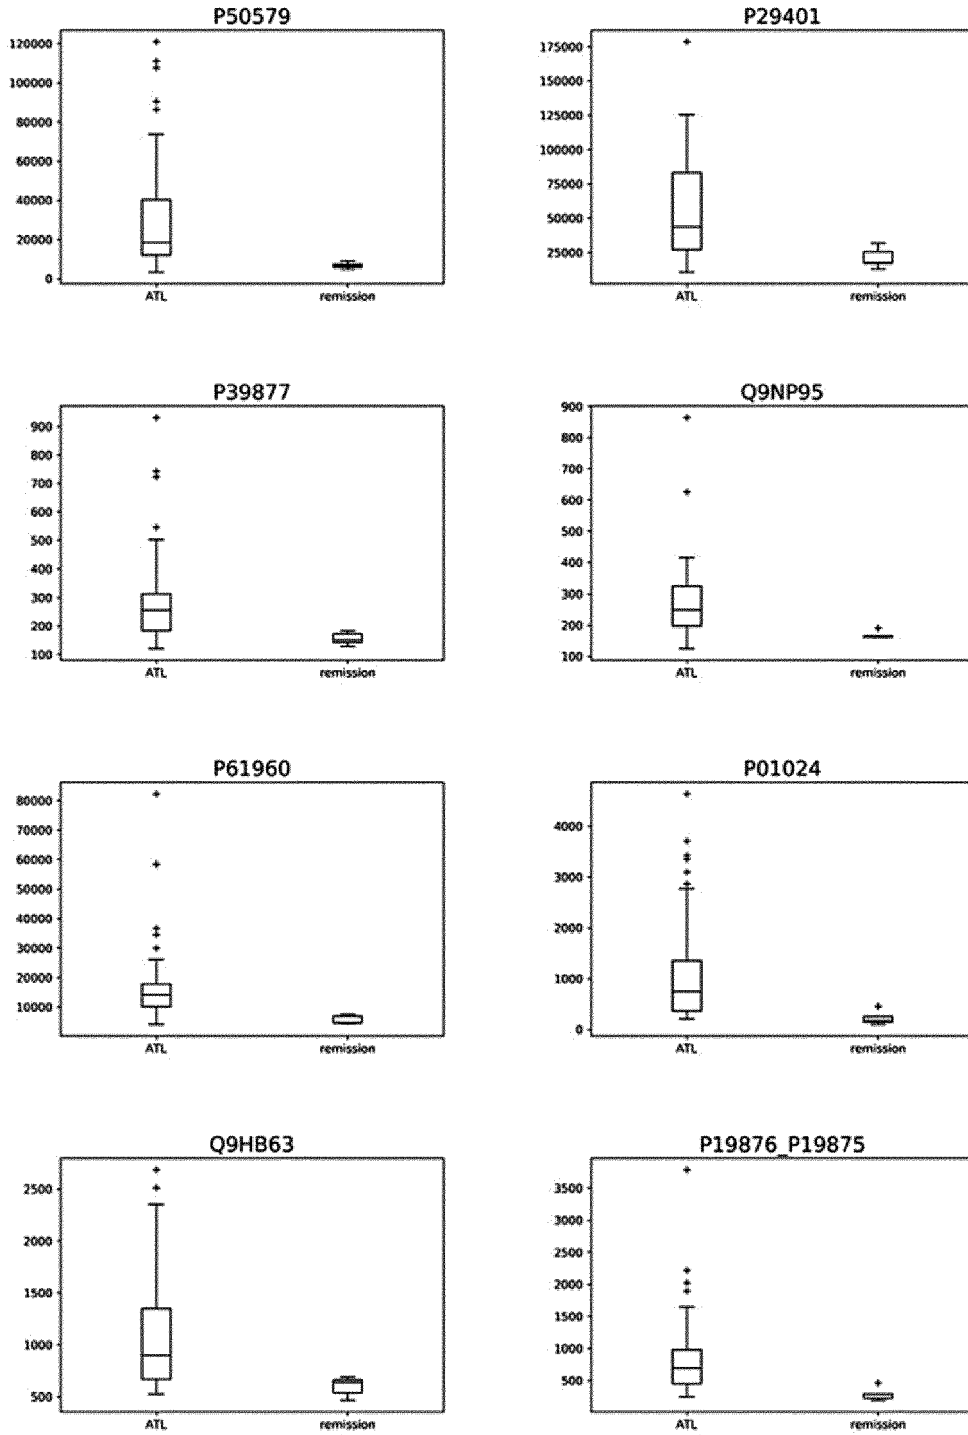 P50579
120000
100000
80000
60000
40000
20000
0
ATL
remission
P29401
175000
150000
125000
100000
75000
50000
25000
ATL
remission
P39877
900
800
700
600
500
400
300
200
100
ATL
remission
Q9NP95
900
800
700
600
500
400
300
200
100
ATL
remission
P61960
80000
70000
60000
50000
40000
30000
20000
10000
ATL
remission
P01024
4000
3000
2000
1000
0
ATL
remission
Q9HB63
2500
2000
1500
1000
500
ATL
remission
P19876_P19875
3500
3000
2500
2000
1500
1000
500
ATL
remission